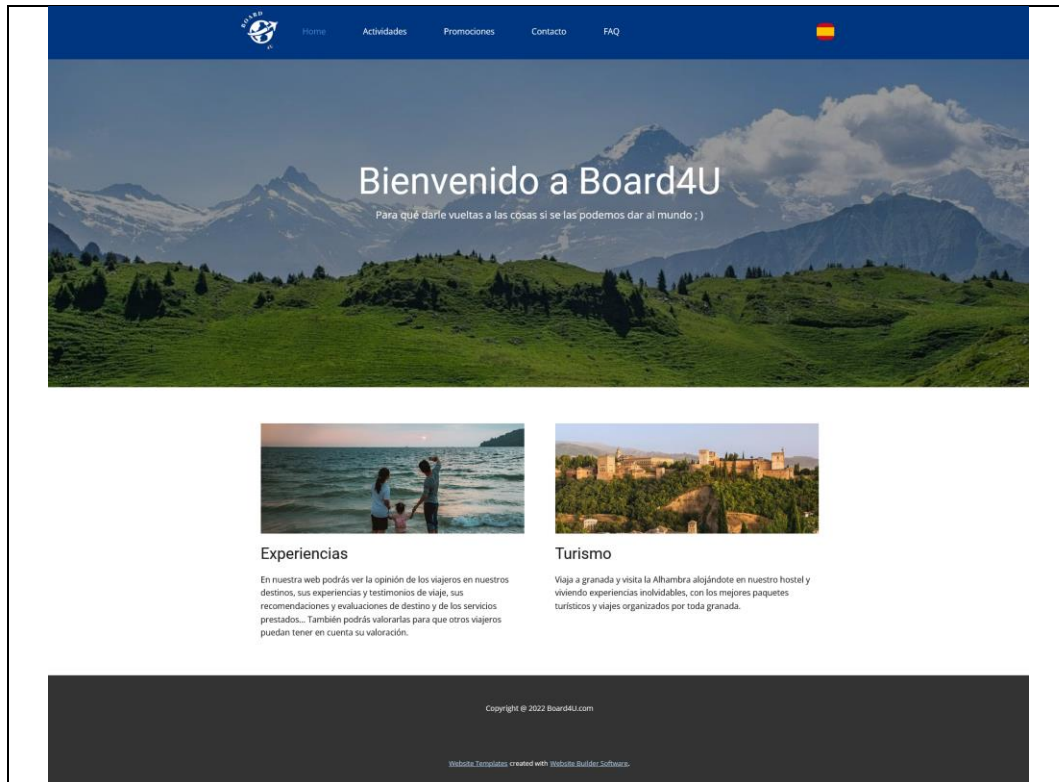 BOARD
4U
Home Actividades Promociones Contacto FAQ
Bienvenido a Board4U
Para qué darle vueltas a las cosas si se las podemos dar al mundo ; )
Experiencias
En nuestra web podrás ver la opinión de los viajeros en nuestros
destinos, sus experiencias y testimonios de viaje, sus
recomendaciones y evaluaciones de destino y de los servicios
prestados... También podrás valorarlas para que otros viajeros
puedan tener en cuenta su valoración.
Turismo
Viaja a granada y visita la Alhambra alojándote en nuestro hostel y
viviendo experiencias inolvidables, con los mejores paquetes
turísticos y viajes organizados por toda granada.
Copyright @ 2022 Board4U.com
Website Templates created with Website Builder Software.